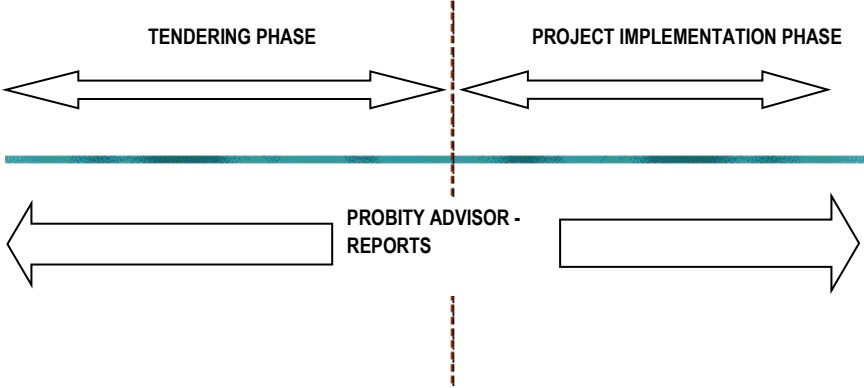 TENDERING PHASE
PROJECT IMPLEMENTATION PHASE
PROBITY ADVISOR -
REPORTS